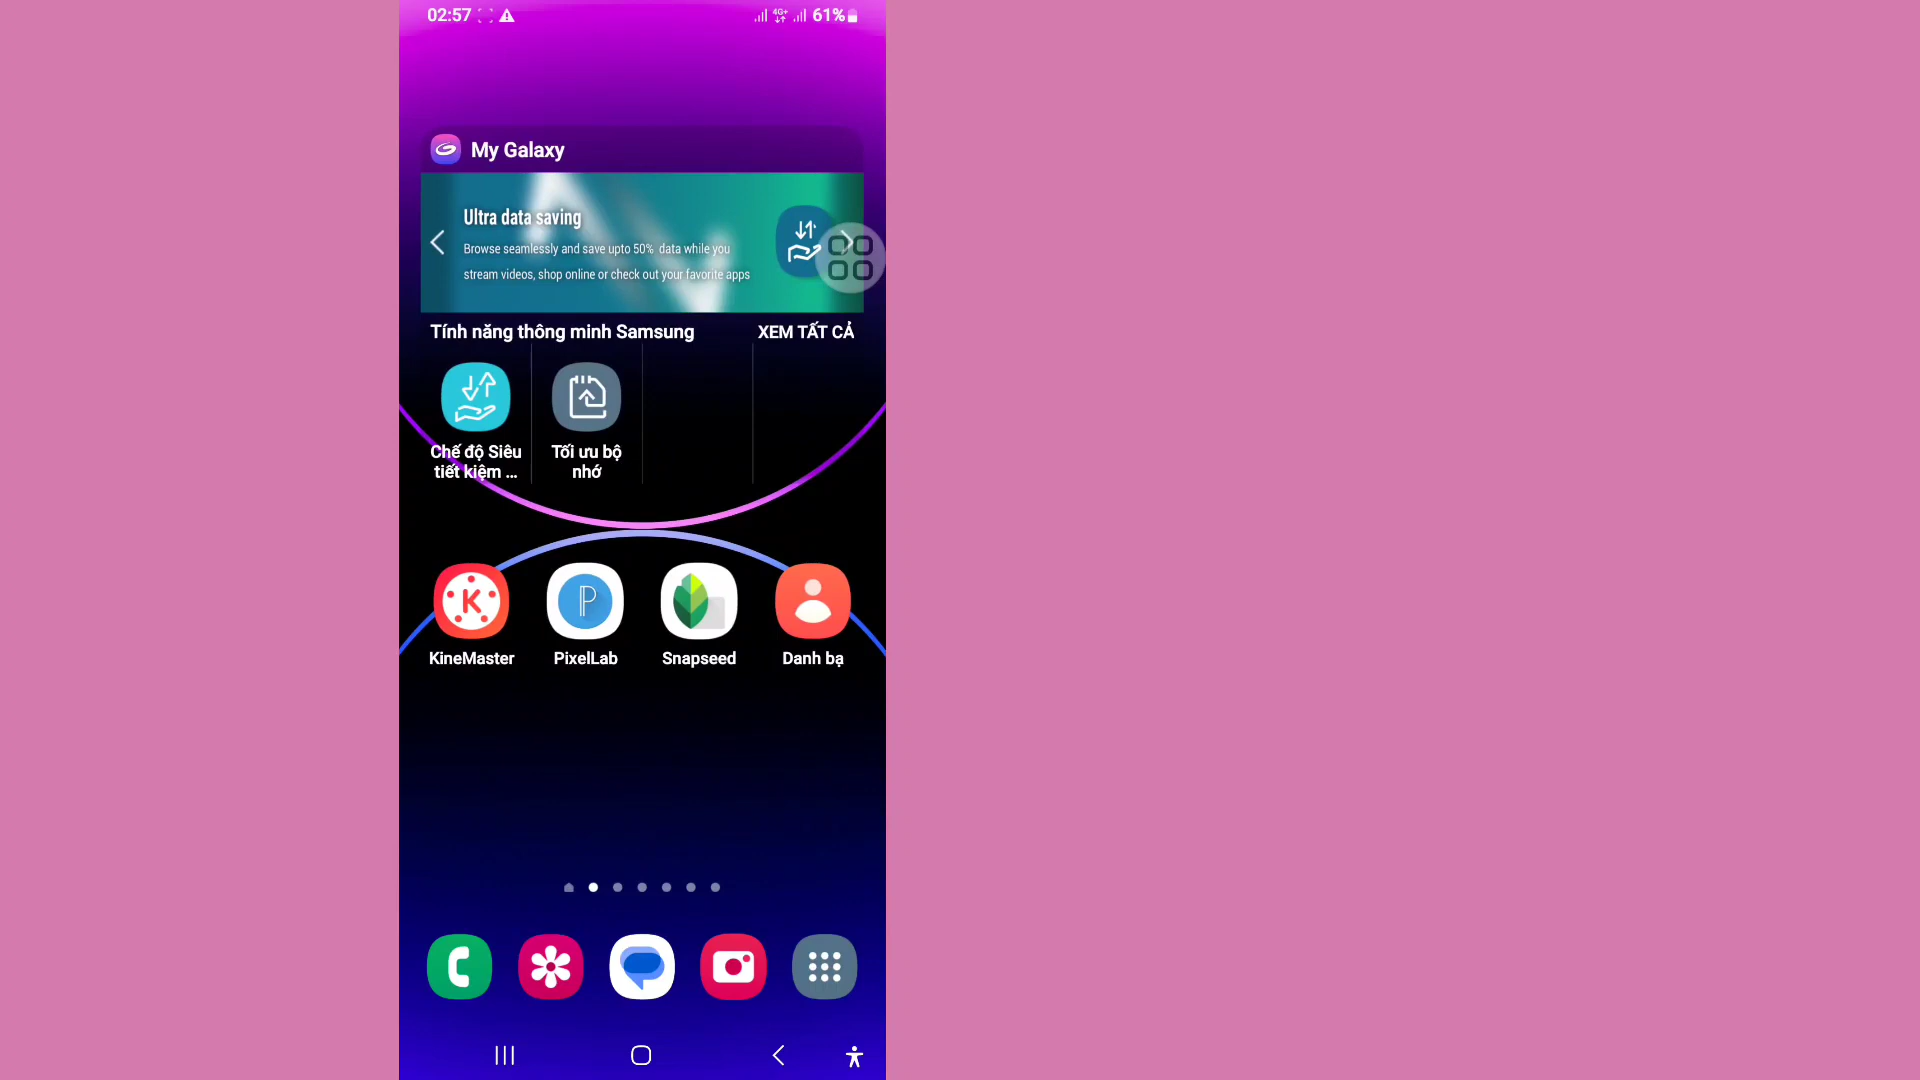 02:57 4G+ 61%
My Galaxy
Ultra data saving
Browse seamlessly and save upto 50% data while you
stream videos, shop online or check out your favorite apps
Tính năng thông minh Samsung XEM TẤT CẢ
Chế độ Siêu
tiết kiệm ...
Tối ưu bộ
nhớ
KineMaster PixelLab Snapseed Danh bạ